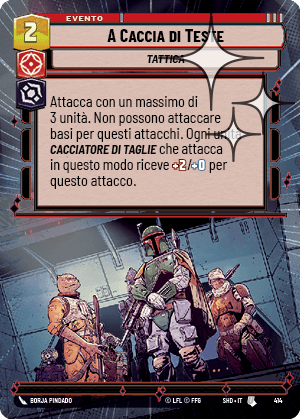 2
EVENTO
A Caccia di Teste
TATTICA
Attacca con un massimo di
3 unità. Non possono attaccare
basi per questi attacchi. Ogni unità
CACCIATORE DI TAGLIE che attacca
in questo modo riceve +2/+0 per
questo attacco.
BORJA PINDADO
© LFL © FFG
SHD • IT
414